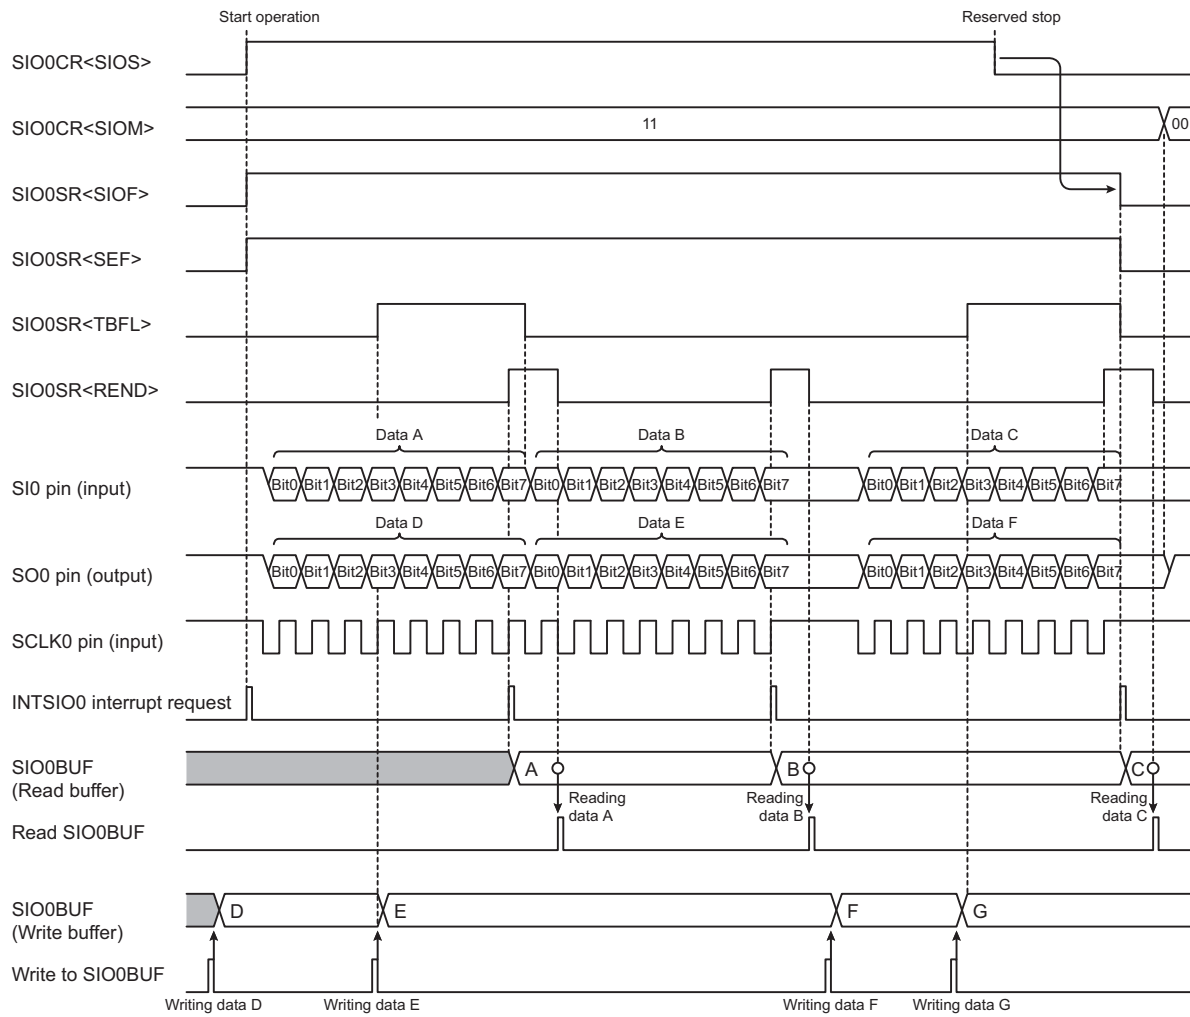 Start operation Reserved stop
SIO0CR<SIOS>
SIO0CR<SIOM> 11 00
SIO0SR<SIOF>
SIO0SR<SEF>
SIO0SR<TBFL>
SIO0SR<REND>
Data A Data B Data C
SI0 pin (input) Bit0 Bit1 Bit2 Bit3 Bit4 Bit5 Bit6 Bit7 Bit0 Bit1 Bit2 Bit3 Bit4 Bit5 Bit6 Bit7 Bit0 Bit1 Bit2 Bit3 Bit4 Bit5 Bit6 Bit7
Data D Data E Data F
SO0 pin (output) Bit0 Bit1 Bit2 Bit3 Bit4 Bit5 Bit6 Bit7 Bit0 Bit1 Bit2 Bit3 Bit4 Bit5 Bit6 Bit7 Bit0 Bit1 Bit2 Bit3 Bit4 Bit5 Bit6 Bit7
SCLK0 pin (input)
INTSIO0 interrupt request
SIO0BUF A B C
(Read buffer)
Reading Reading Reading
data A data B data C
Read SIO0BUF
SIO0BUF D E F G
(Write buffer)
Write to SIO0BUF
Writing data D Writing data E Writing data F Writing data G